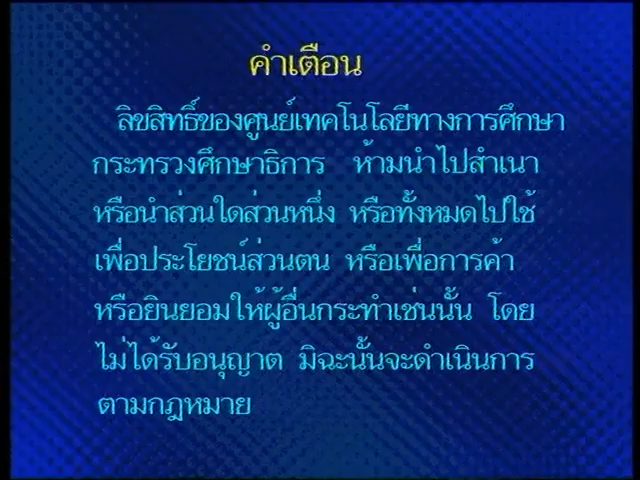 คำเตือน
ลิขสิทธิ์ของศูนย์เทคโนโลยีทางการศึกษา
กระทรวงศึกษาธิการ ห้ามนำไปสำเนา
หรือนำส่วนใดส่วนหนึ่ง หรือทั้งหมดไปใช้
เพื่อประโยชน์ส่วนตน หรือเพื่อการค้า
หรือยินยอมให้ผู้อื่นกระทำเช่นนั้น โดย
ไม่ได้รับอนุญาต มิฉะนั้นจะดำเนินการ
ตามกฎหมาย